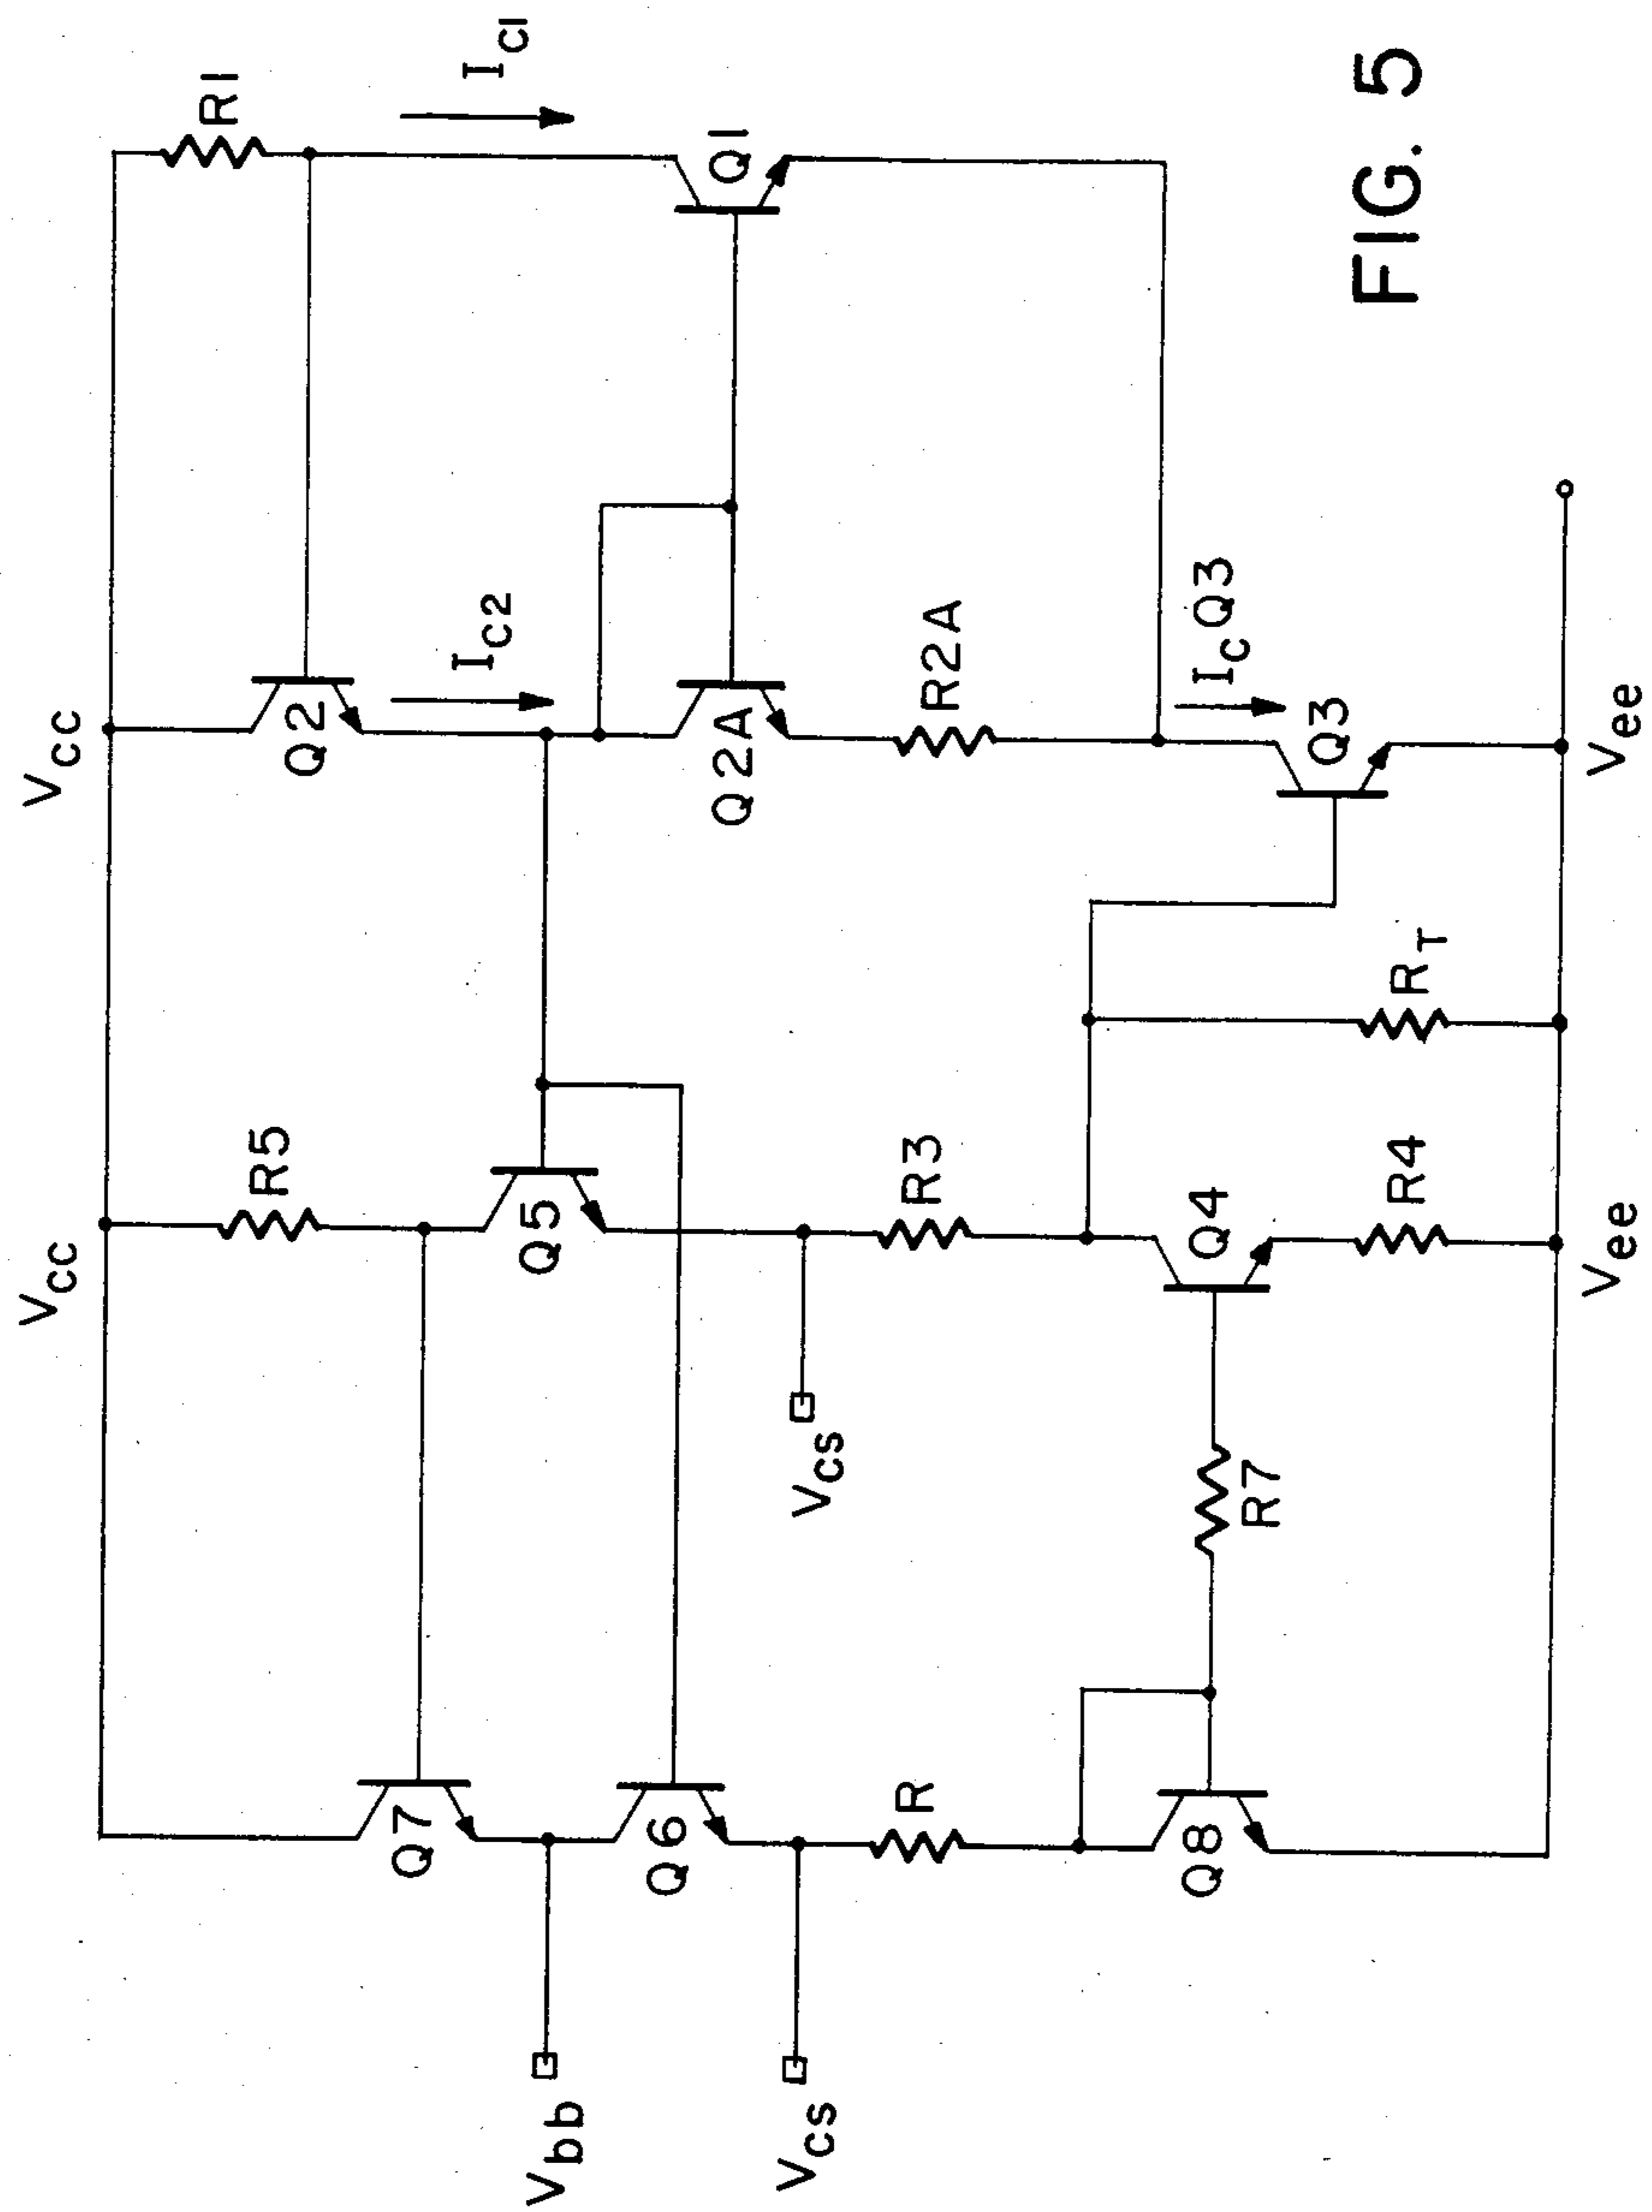 Vcc
Vcc
R5
R1
Q7
Q2
IC2
IC1
Vbb
Q6
Q5
Q2A
Q1
Vcs
Vcs
R
R3
R2A
Q8
R7
Q4
ICQ3
Q3
R4
RT
Vee
Vee
FIG. 5